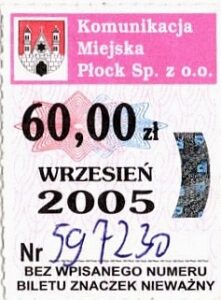 Komunikacja
Miejska
Płock Sp. z o.o.
60,00 zł
WRZESIEŃ
2005
Nr 597230
BEZ WPISANEGO NUMERU
BILETU ZNACZEK NIEWAŻNY